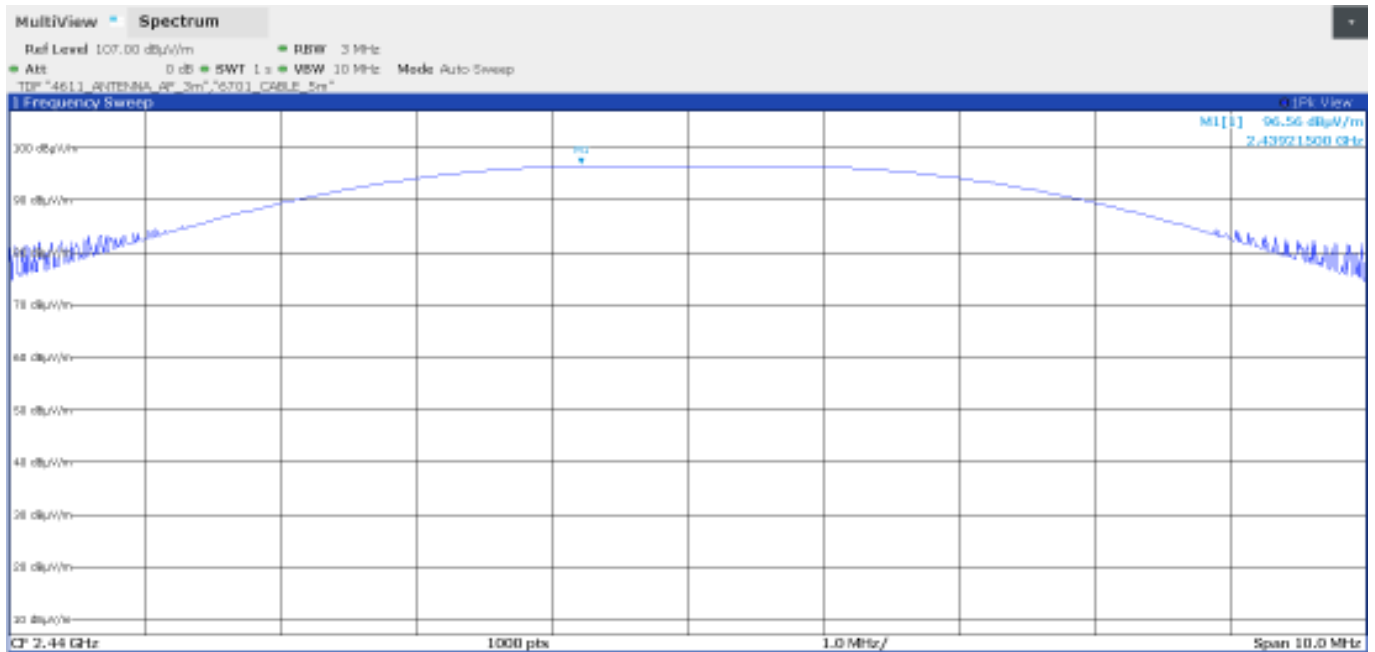 MultiView Spectrum
Ref Level 107.00 dBµV/m RBW 3 MHz
Att 0 dB SWT 1 s VBW 10 MHz Mode Auto Sweep
TDF "4611_ANTENNA_AF_3m","6701_CABLE_5m"
1 Frequency Sweep 1Pk View
M1[1] 96.56 dBµV/m
2.43921500 GHz
100 dBµV/m
M1
90 dBµV/m
80 dBµV/m
70 dBµV/m
60 dBµV/m
50 dBµV/m
40 dBµV/m
30 dBµV/m
20 dBµV/m
10 dBµV/m
CF 2.44 GHz 1000 pts 1.0 MHz/ Span 10.0 MHz